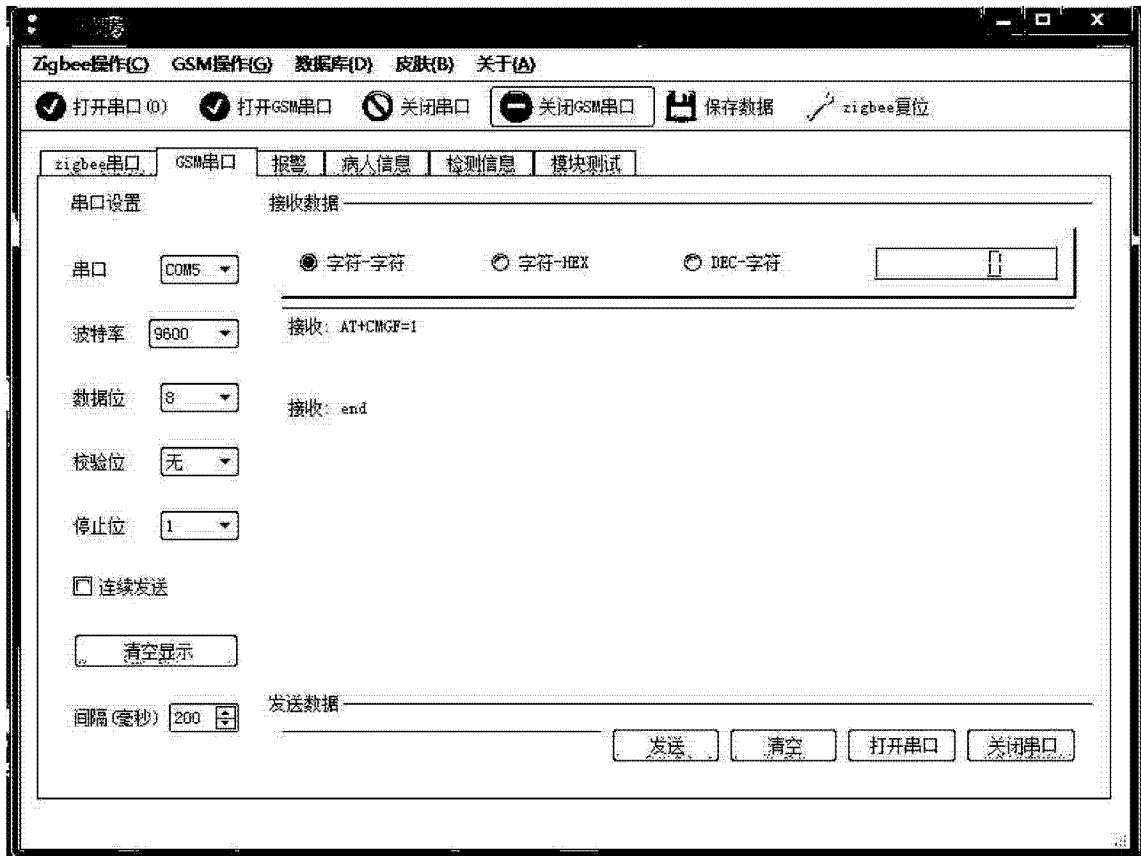 Zigbee操作(C) GSM操作(G) 数据库(D) 皮肤(B) 关于(A)
打开串口(O) 打开GSM串口 关闭串口 关闭GSM串口 保存数据 zigbee复位
zigbee串口 GSM串口 报警 病人信息 检测信息 模块测试
串口设置 接收数据
串口 COM5 字符-字符 字符-HEX DEC-字符 0
波特率 9600 接收: AT+CMGF=1
数据位 8 接收: end
校验位 无
停止位 1
连续发送
清空显示
间隔(毫秒) 200 发送数据
发送 清空 打开串口 关闭串口